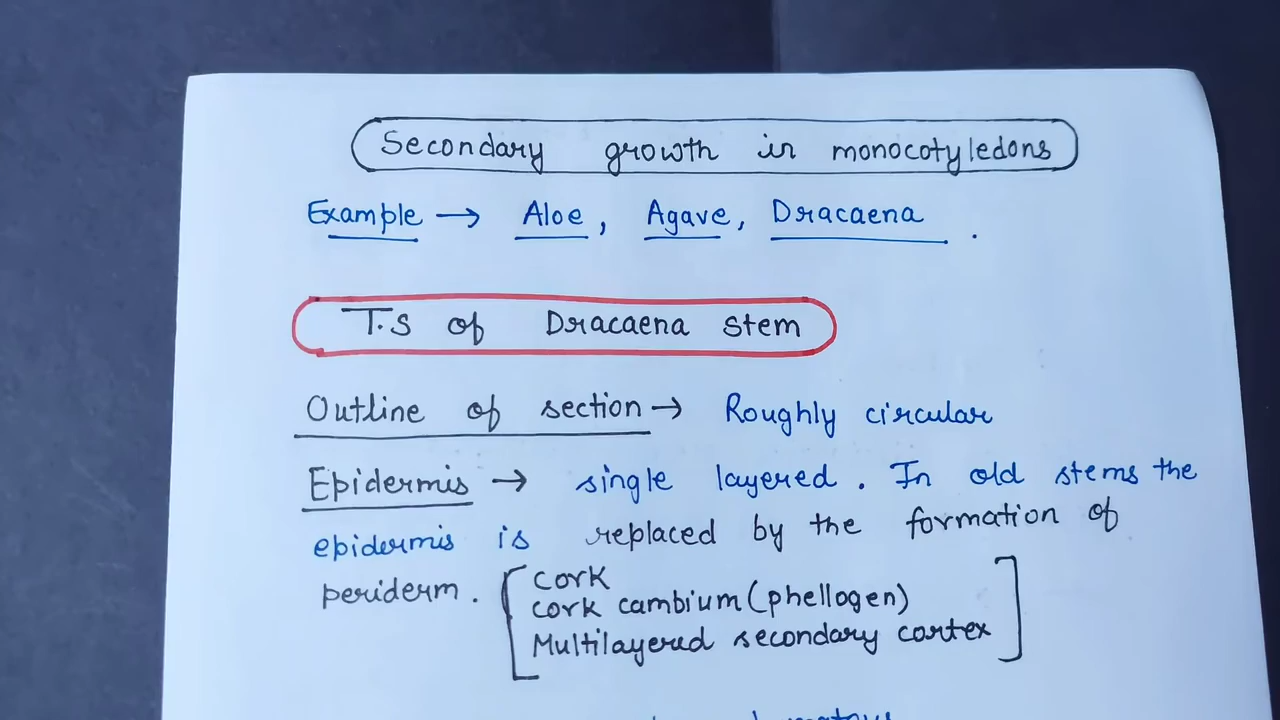 Secondary growth in monocotyledons
Example → Aloe, Agave, Dracaena.
T.S of Dracaena stem
Outline of section → Roughly circular
Epidermis → single layered. In old stems the
epidermis is replaced by the formation of
periderm. [cork
cork cambium (phellogen)
Multilayered secondary cortex]